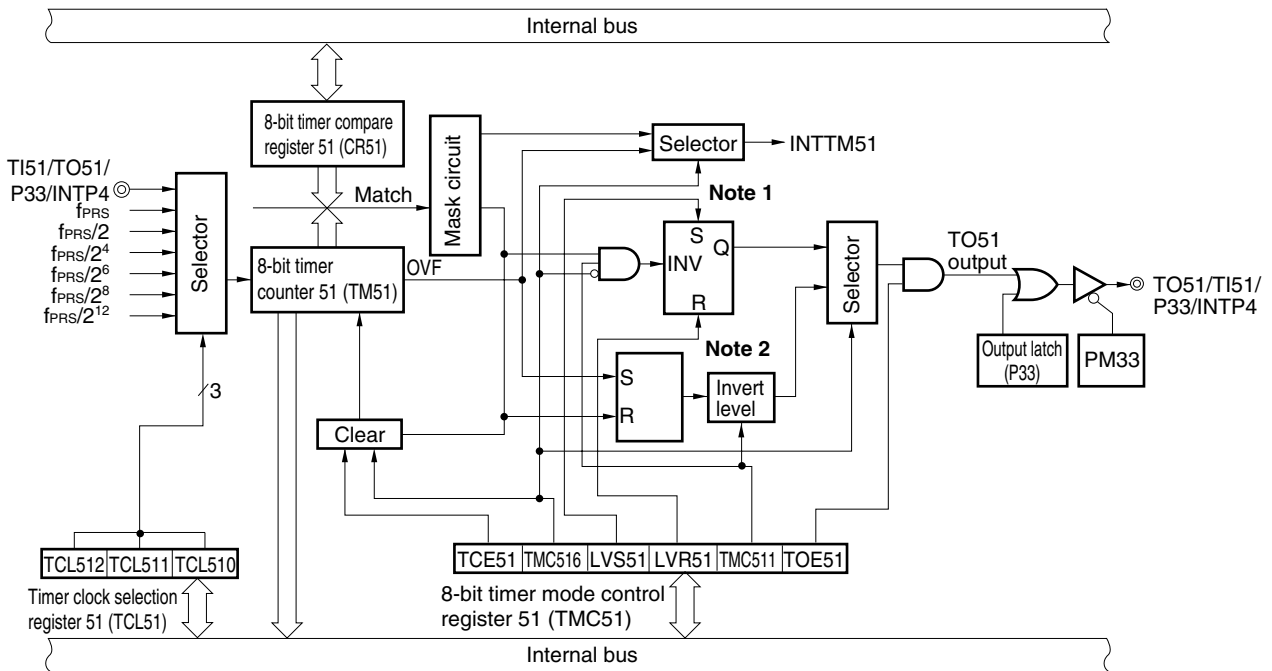 Internal bus
8-bit timer compare
register 51 (CR51)
TI51/TO51/
P33/INTP4
fPRS
fPRS/2
fPRS/2⁴
fPRS/2⁶
fPRS/2⁸
fPRS/2¹²
Selector
Match
8-bit timer
counter 51 (TM51)
OVF
Mask circuit
Selector
INTTM51
Note 1
S
Q
INV
R
Note 2
S
R
Invert
level
Selector
TO51
output
Output latch
(P33)
PM33
TO51/TI51/
P33/INTP4
3
Clear
TCL512 TCL511 TCL510
Timer clock selection
register 51 (TCL51)
TCE51 TMC516 LVS51 LVR51 TMC511 TOE51
8-bit timer mode control
register 51 (TMC51)
Internal bus